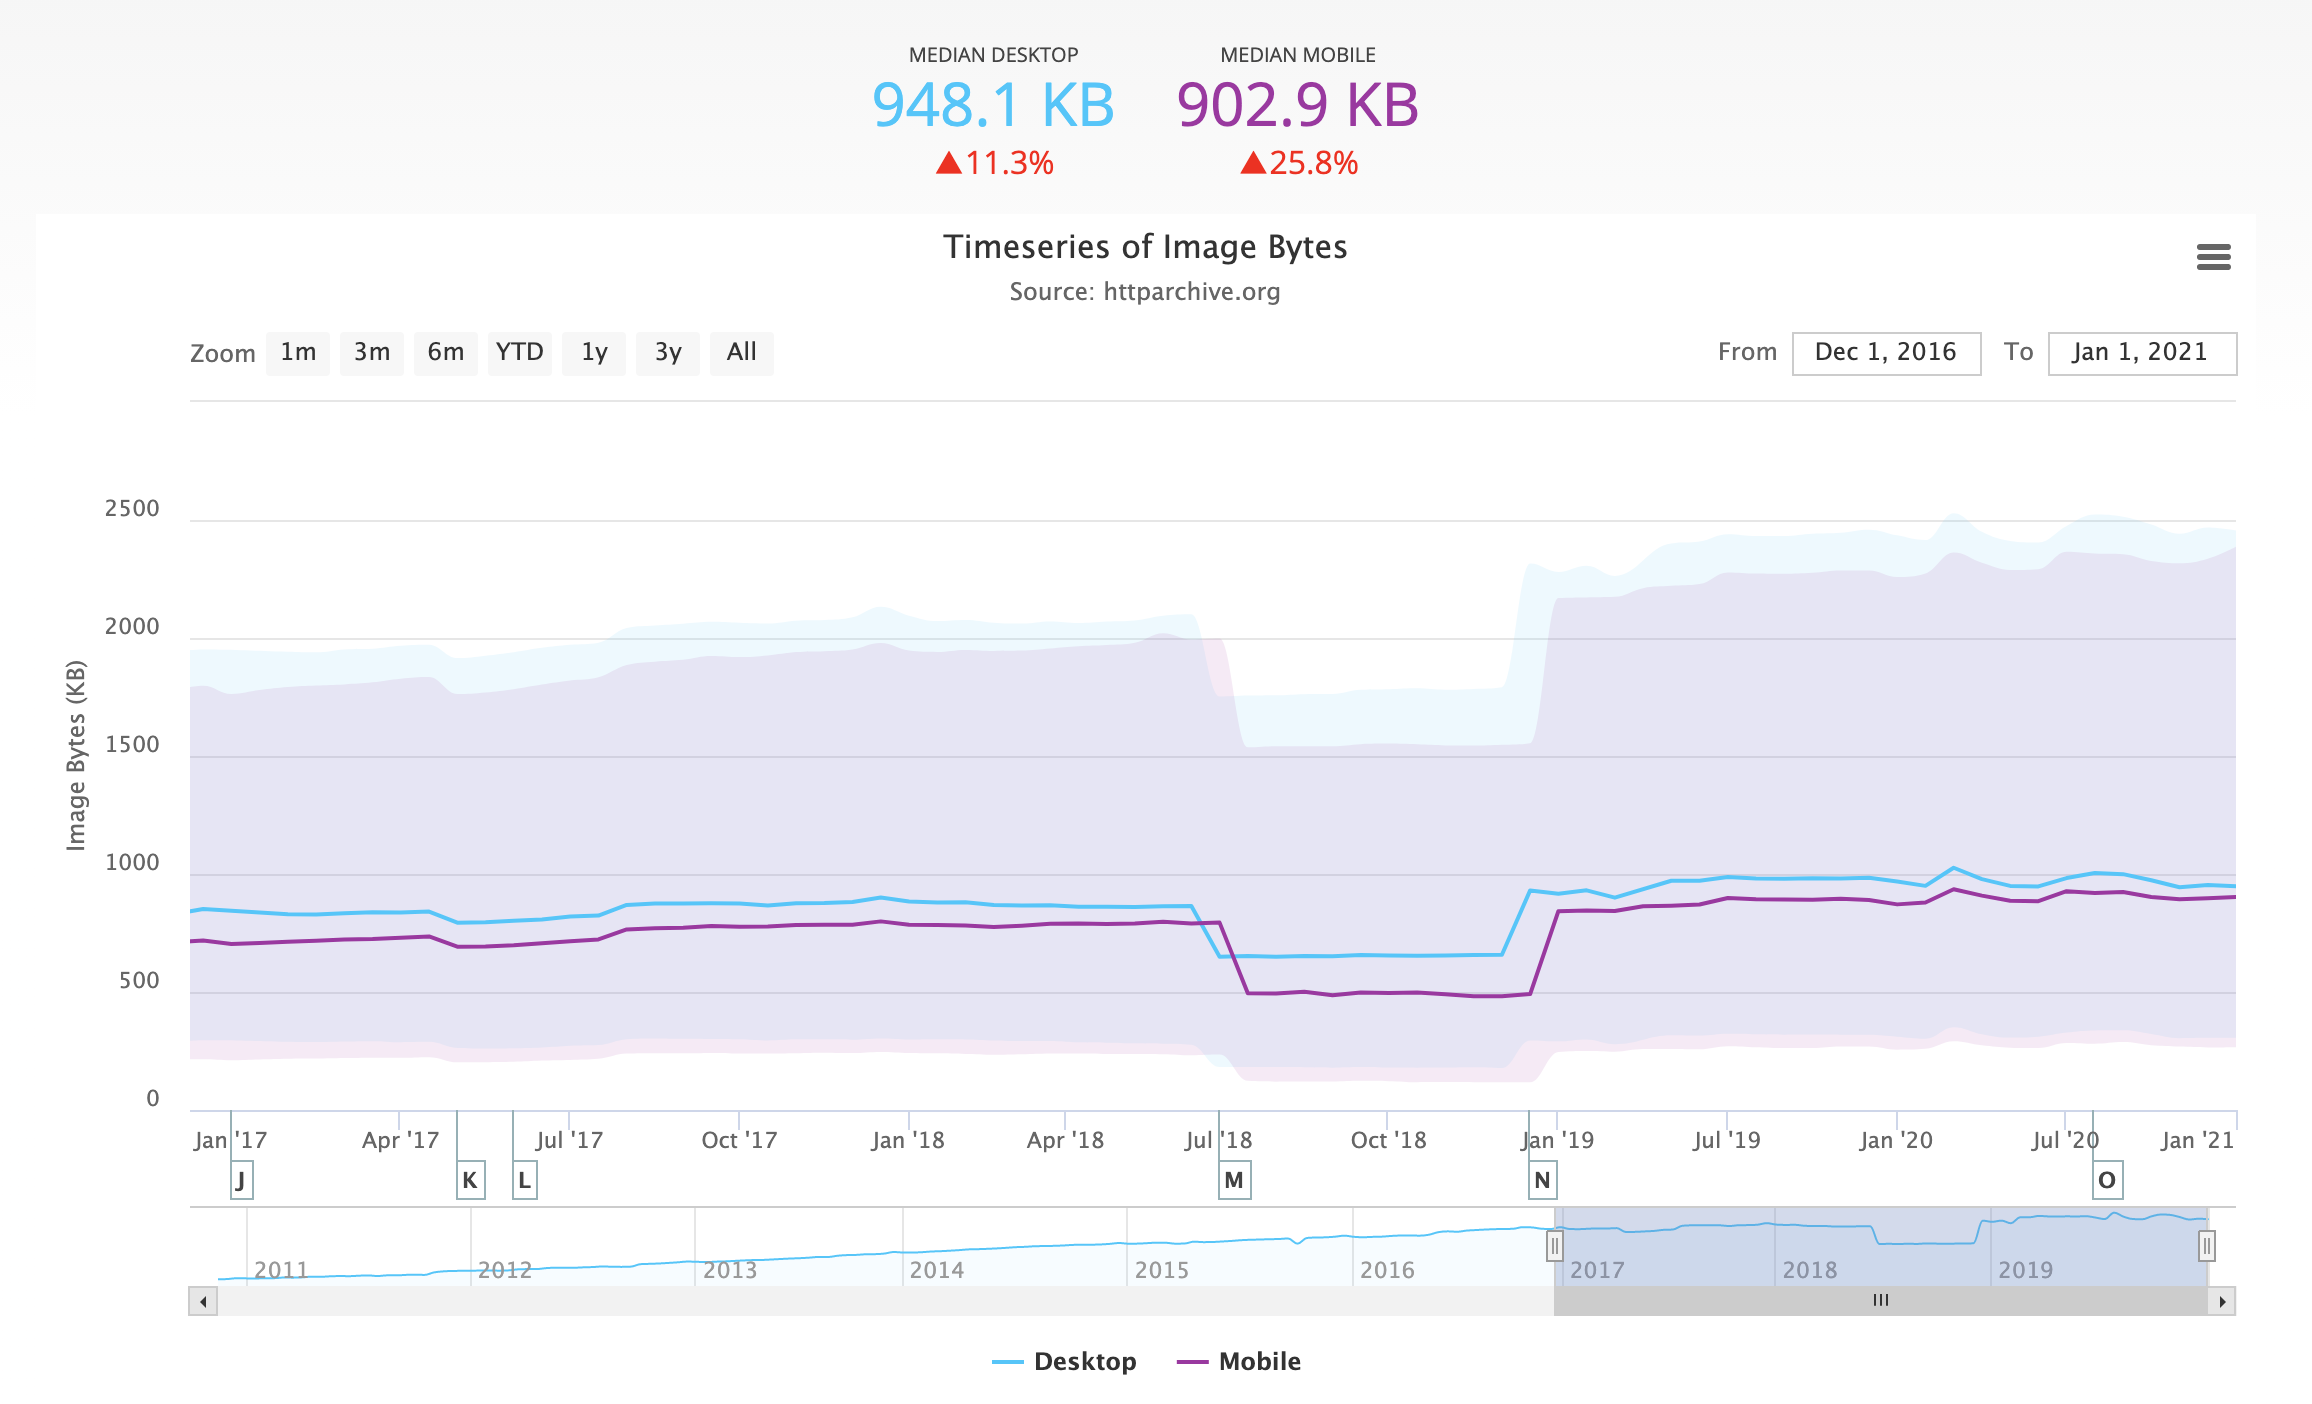 MEDIAN DESKTOP MEDIAN MOBILE
948.1 KB 902.9 KB
▲11.3% ▲25.8%
Timeseries of Image Bytes
Source: httparchive.org
Zoom 1m 3m 6m YTD 1y 3y All From Dec 1, 2016 To Jan 1, 2021
Image Bytes (KB)
2500
2000
1500
1000
500
0
Jan '17 Apr '17 Jul '17 Oct '17 Jan '18 Apr '18 Jul '18 Oct '18 Jan '19 Jul '19 Jan '20 Jul '20 Jan '21
J K L M N O
2011 2012 2013 2014 2015 2016 2017 2018 2019
Desktop Mobile